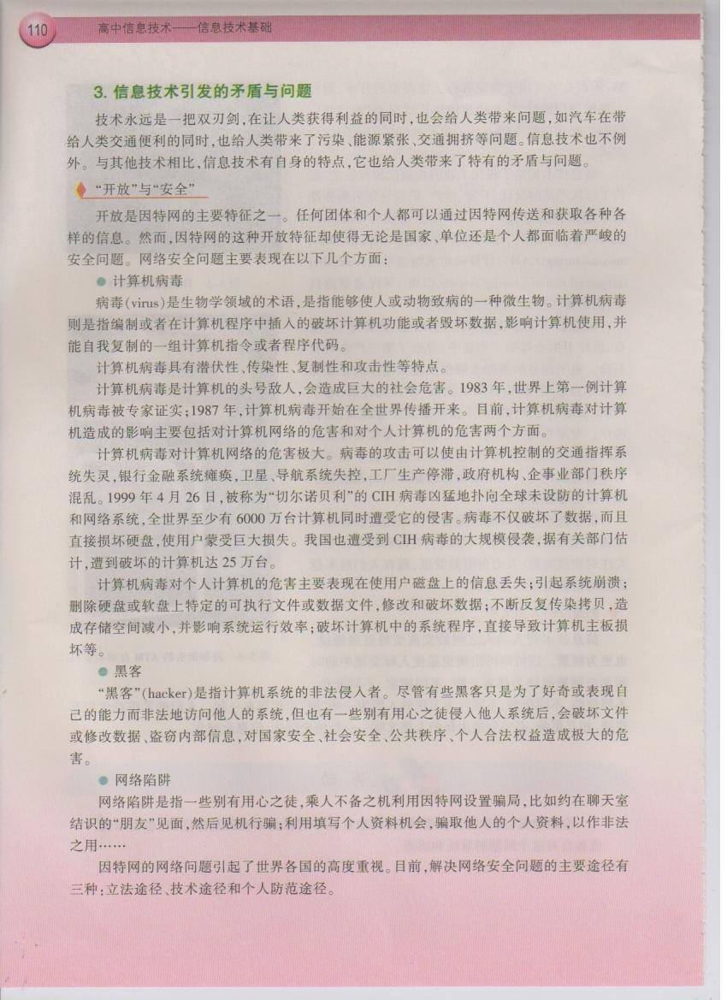 110
高中信息技术——信息技术基础
3. 信息技术引发的矛盾与问题
技术永远是一把双刃剑,在让人类获得利益的同时,也会给人类带来问题,如汽车在带
给人类交通便利的同时,也给人类带来了污染、能源紧张、交通拥挤等问题。信息技术也不例
外。与其他技术相比,信息技术有自身的特点,它也给人类带来了特有的矛盾与问题。
“开放”与“安全”
开放是因特网的主要特征之一。任何团体和个人都可以通过因特网传送和获取各种各
样的信息。然而,因特网的这种开放特征却使得无论是国家、单位还是个人都面临着严峻的
安全问题。网络安全问题主要表现在以下几个方面:
● 计算机病毒
病毒(virus)是生物学领域的术语,是指能够使人或动物致病的一种微生物。计算机病毒
则是指编制或者在计算机程序中插入的破坏计算机功能或者毁坏数据,影响计算机使用,并
能自我复制的一组计算机指令或者程序代码。
计算机病毒具有潜伏性、传染性、复制性和攻击性等特点。
计算机病毒是计算机的头号敌人,会造成巨大的社会危害。1983 年,世界上第一例计算
机病毒被专家证实;1987 年,计算机病毒开始在全世界传播开来。目前,计算机病毒对计算
机造成的影响主要包括对计算机网络的危害和对个人计算机的危害两个方面。
计算机病毒对计算机网络的危害极大。病毒的攻击可以使由计算机控制的交通指挥系
统失灵,银行金融系统瘫痪,卫星、导航系统失控,工厂生产停滞,政府机构、企事业部门秩序
混乱。1999 年 4 月 26 日,被称为“切尔诺贝利”的 CIH 病毒凶猛地扑向全球未设防的计算机
和网络系统,全世界至少有 6000 万台计算机同时遭受它的侵害。病毒不仅破坏了数据,而且
直接损坏硬盘,使用户蒙受巨大损失。我国也遭受到 CIH 病毒的大规模侵袭,据有关部门估
计,遭到破坏的计算机达 25 万台。
计算机病毒对个人计算机的危害主要表现在使用户磁盘上的信息丢失;引起系统崩溃;
删除硬盘或软盘上特定的可执行文件或数据文件,修改和破坏数据;不断反复传染拷贝,造
成存储空间减小,并影响系统运行效率;破坏计算机中的系统程序,直接导致计算机主板损
坏等。
● 黑客
“黑客”(hacker)是指计算机系统的非法侵入者。尽管有些黑客只是为了好奇或表现自
己的能力而非法地访问他人的系统,但也有一些别有用心之徒侵入他人系统后,会破坏文件
或修改数据、盗窃内部信息,对国家安全、社会安全、公共秩序、个人合法权益造成极大的危
害。
● 网络陷阱
网络陷阱是指一些别有用心之徒,乘人不备之机利用因特网设置骗局,比如约在聊天室
结识的“朋友”见面,然后见机行骗;利用填写个人资料机会,骗取他人的个人资料,以作非法
之用……
因特网的网络问题引起了世界各国的高度重视。目前,解决网络安全问题的主要途径有
三种:立法途径、技术途径和个人防范途径。